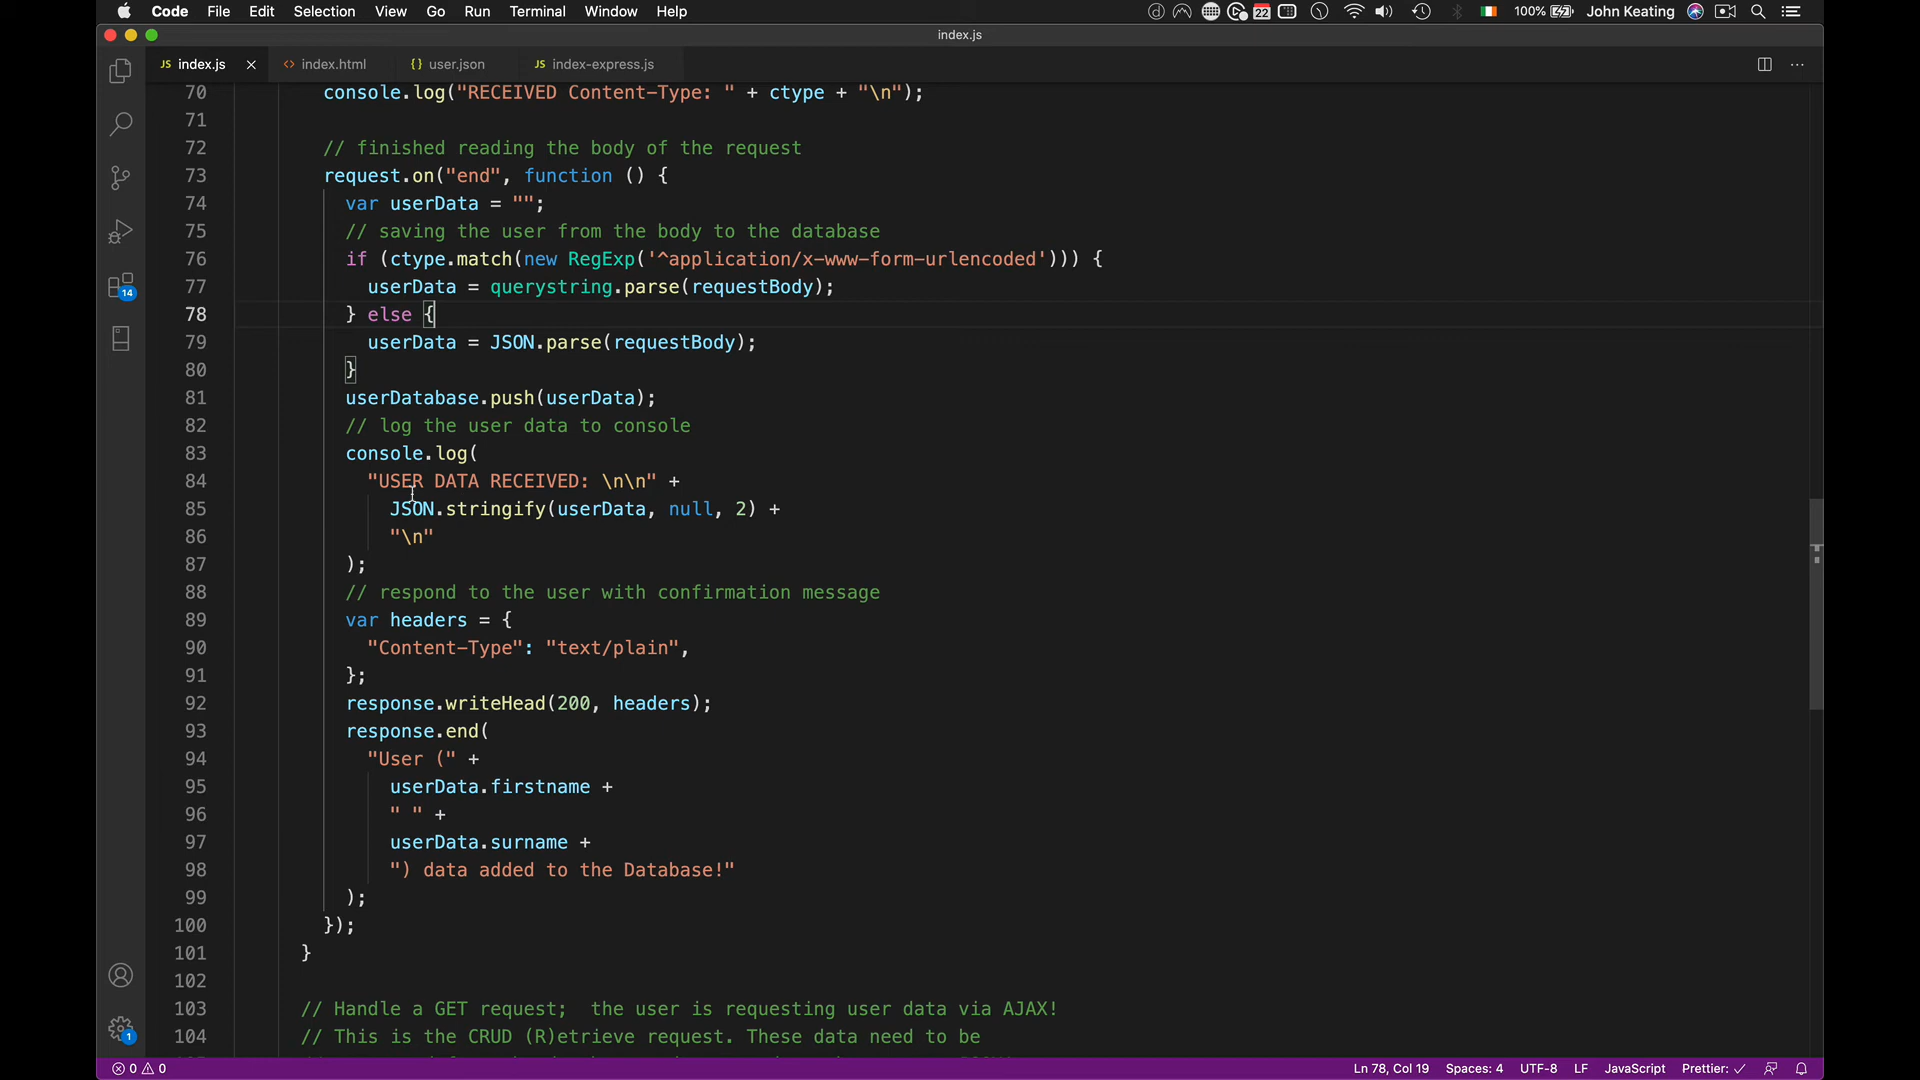 Code File Edit Selection View Go Run Terminal Window Help 22 100% John Keating
index.js
JS index.js <> index.html {} user.json JS index-express.js
70 console.log("RECEIVED Content-Type: " + ctype + "\n");
71
72 // finished reading the body of the request
73 request.on("end", function () {
74 var userData = "";
75 // saving the user from the body to the database
76 if (ctype.match(new RegExp('^application/x-www-form-urlencoded'))) {
77 userData = querystring.parse(requestBody);
78 } else {
79 userData = JSON.parse(requestBody);
80 }
81 userDatabase.push(userData);
82 // log the user data to console
83 console.log(
84 "USER DATA RECEIVED: \n\n" +
85 JSON.stringify(userData, null, 2) +
86 "\n"
87 );
88 // respond to the user with confirmation message
89 var headers = {
90 "Content-Type": "text/plain",
91 };
92 response.writeHead(200, headers);
93 response.end(
94 "User (" +
95 userData.firstname +
96 " " +
97 userData.surname +
98 ") data added to the Database!"
99 );
100 });
101 }
102
103 // Handle a GET request;  the user is requesting user data via AJAX!
104 // This is the CRUD (R)etrieve request. These data need to be
14
1
0 0 Ln 78, Col 19 Spaces: 4 UTF-8 LF JavaScript Prettier: ✓